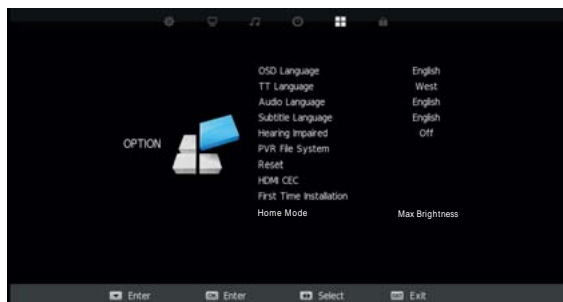 OSD Language English
TT Language West
Audio Language English
Subtitle Language English
Hearing Impaired Off
OPTION
PVR File System
Reset
HDMI CEC
First Time Installation
Home Mode Max Brightness
Enter Enter Select Exit